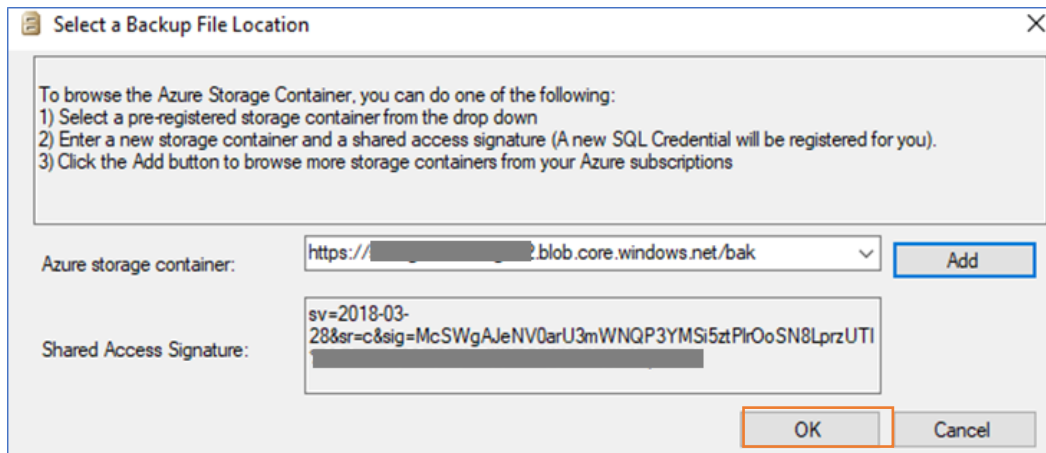 Select a Backup File Location
To browse the Azure Storage Container, you can do one of the following:
1) Select a pre-registered storage container from the drop down
2) Enter a new storage container and a shared access signature (A new SQL Credential will be registered for you).
3) Click the Add button to browse more storage containers from your Azure subscriptions
Azure storage container: https:// .blob.core.windows.net/bak Add
Shared Access Signature:
sv=2018-03-
28&sr=c&sig=McSWgAJeNV0arU3mWNQP3YMSi5ztPIrOoSN8LprzUTI
OK Cancel